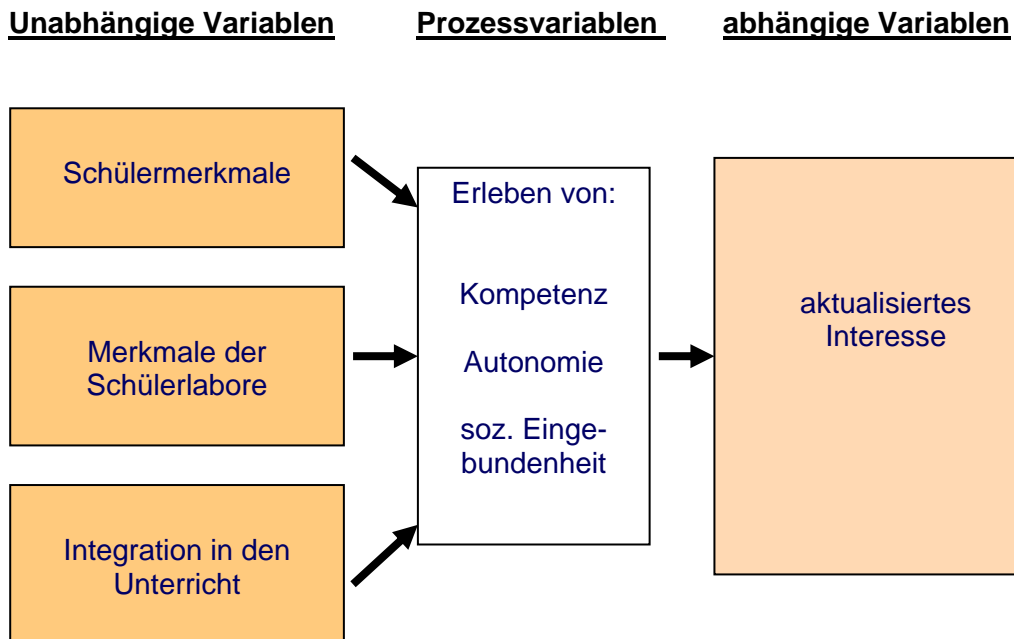 Unabhängige Variablen
Prozessvariablen
abhängige Variablen
Schülermerkmale
Merkmale der
Schülerlabore
Integration in den
Unterricht
Erleben von:
Kompetenz
Autonomie
soz. Einge-
bundenheit
aktualisiertes
Interesse